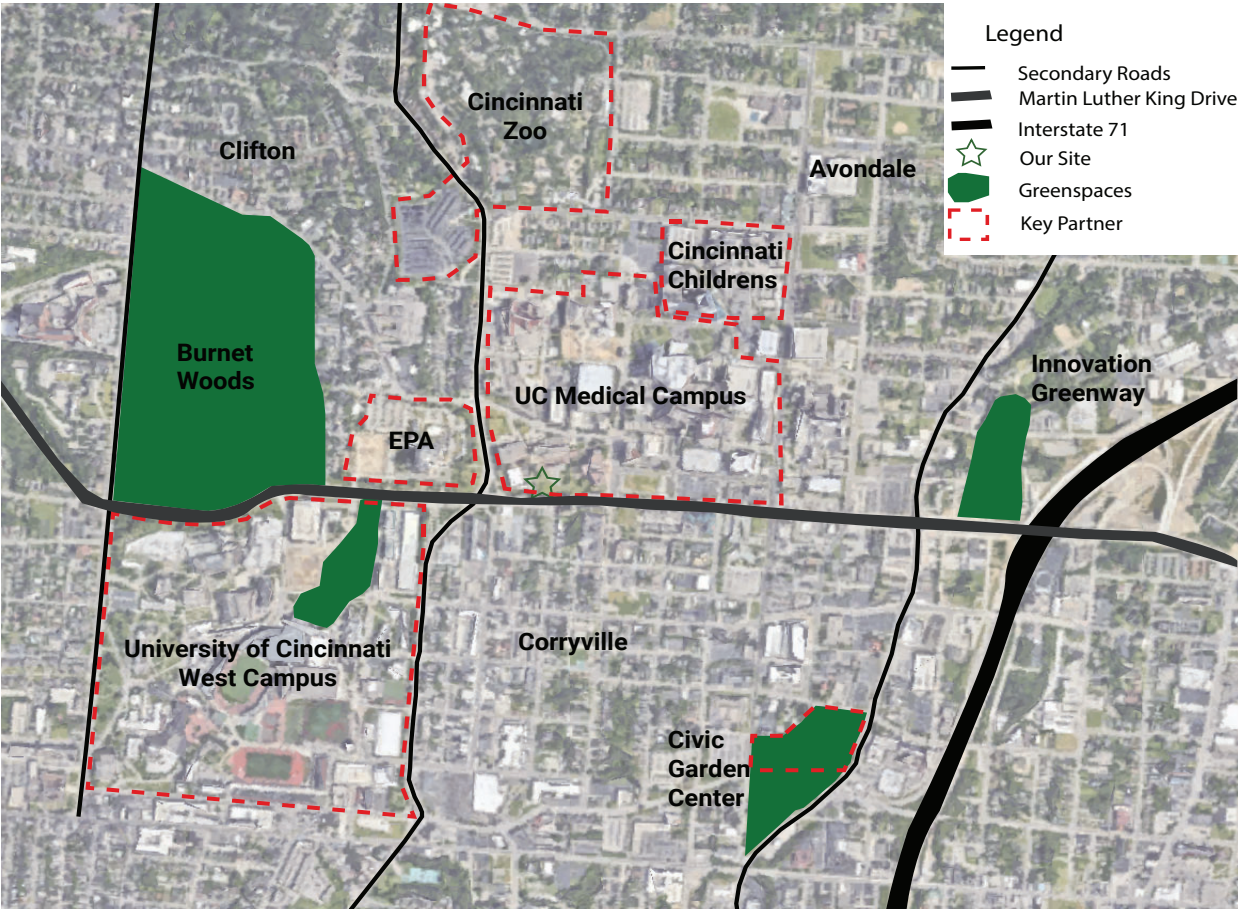 Legend
Secondary Roads
Martin Luther King Drive
Interstate 71
Our Site
Greenspaces
Key Partner
Cincinnati
Zoo
Clifton
Avondale
Cincinnati
Childrens
Burnet
Woods
Innovation
Greenway
UC Medical Campus
EPA
University of Cincinnati
West Campus
Corryville
Civic
Garden
Center